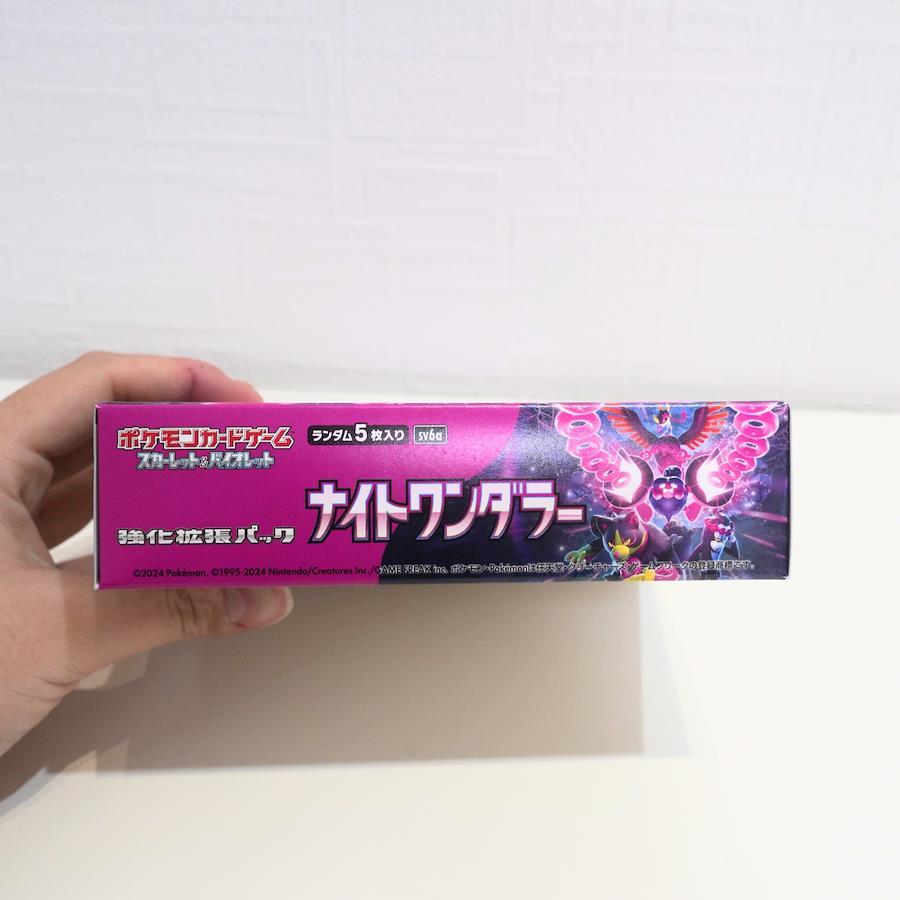 ポケモンカードゲーム
スカーレット&バイオレット
ランダム5枚入り sv6a
強化拡張パック
ナイトワンダラー
©2024 Pokémon. ©1995-2024 Nintendo/Creatures inc./GAME FREAK inc. ポケモン・Pokémonは任天堂・クリーチャーズ・ゲームフリークの登録商標です。